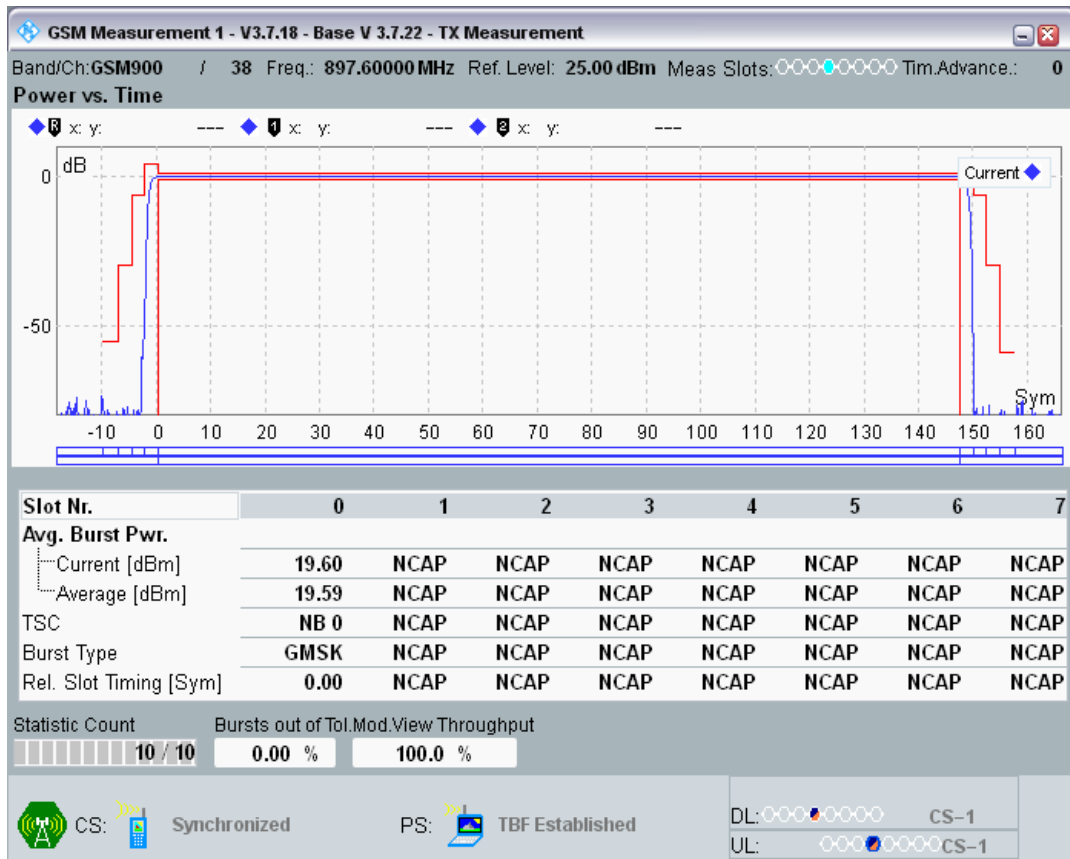 GSM Measurement 1 - V3.7.18 - Base V 3.7.22 - TX Measurement
Band/Ch:GSM900 / 38 Freq.: 897.60000 MHz Ref. Level: 25.00 dBm Meas Slots: Tim.Advance.: 0
Power vs. Time
R x: y: --- 1 x: y: --- 2 x: y: ---
dB
Current
0
-50
Sym
-10 0 10 20 30 40 50 60 70 80 90 100 110 120 130 140 150 160
Slot Nr. 0 1 2 3 4 5 6 7
Avg. Burst Pwr.
Current [dBm] 19.60 NCAP NCAP NCAP NCAP NCAP NCAP NCAP
Average [dBm] 19.59 NCAP NCAP NCAP NCAP NCAP NCAP NCAP
TSC NB 0 NCAP NCAP NCAP NCAP NCAP NCAP NCAP
Burst Type GMSK NCAP NCAP NCAP NCAP NCAP NCAP NCAP
Rel. Slot Timing [Sym] 0.00 NCAP NCAP NCAP NCAP NCAP NCAP NCAP
Statistic Count Bursts out of Tol.Mod.View Throughput
10 / 10 0.00 % 100.0 %
CS: Synchronized PS: TBF Established DL: CS-1
UL: CS-1